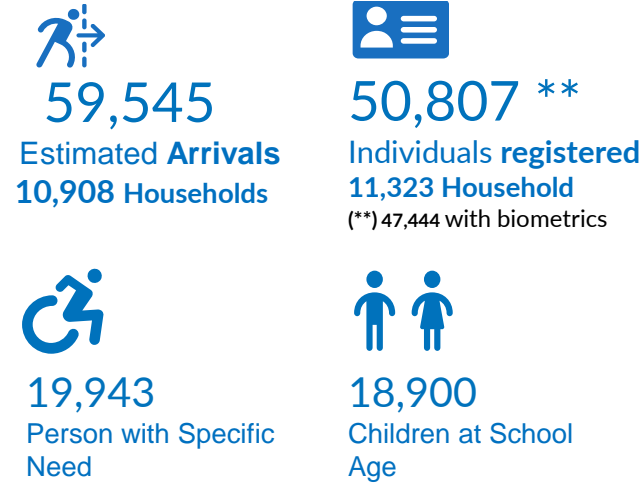 59,545
Estimated Arrivals
10,908 Households
50,807 **
Individuals registered
11,323 Household
(**) 47,444 with biometrics
19,943
Person with Specific
Need
18,900
Children at School
Age